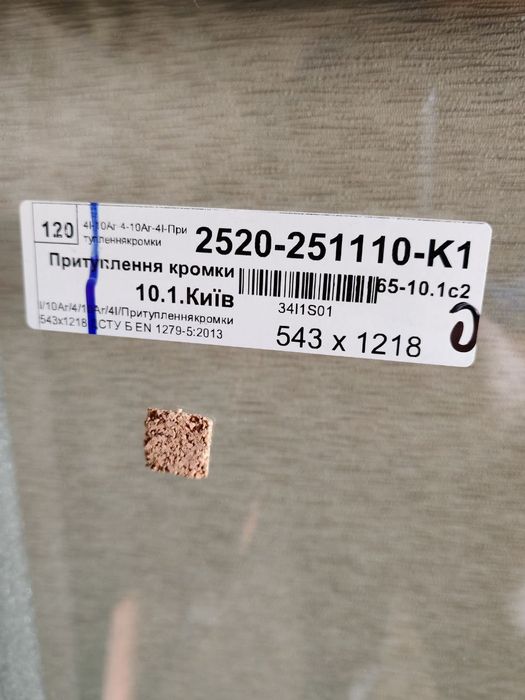 120
4I-10Ar-4-10Ar-4I-При
тупленнякромки
2520-251110-K1
Притуплення кромки
65-10.1c2
10.1.Київ
34I1S01
I/10Ar/4/10Ar/4I/Притупленнякромки
543x1218 ДСТУ Б EN 1279-5:2013
543 x 1218